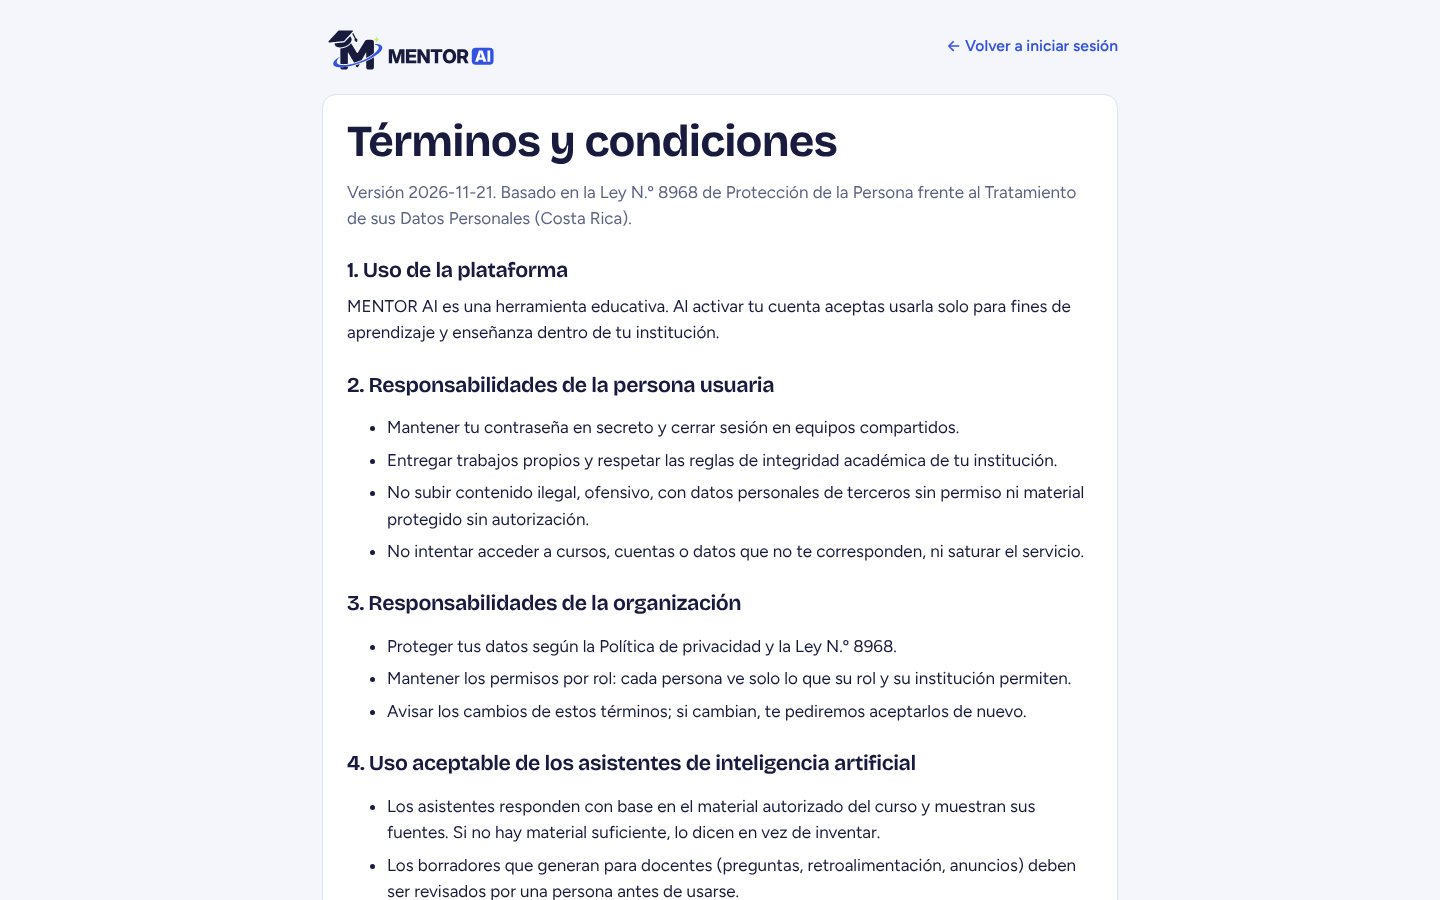 MENTOR AI
← Volver a iniciar sesión
Términos y condiciones
Versión 2026-11-21. Basado en la Ley N.º 8968 de Protección de la Persona frente al Tratamiento
de sus Datos Personales (Costa Rica).
1. Uso de la plataforma
MENTOR AI es una herramienta educativa. Al activar tu cuenta aceptas usarla solo para fines de
aprendizaje y enseñanza dentro de tu institución.
2. Responsabilidades de la persona usuaria
• Mantener tu contraseña en secreto y cerrar sesión en equipos compartidos.
• Entregar trabajos propios y respetar las reglas de integridad académica de tu institución.
• No subir contenido ilegal, ofensivo, con datos personales de terceros sin permiso ni material
protegido sin autorización.
• No intentar acceder a cursos, cuentas o datos que no te corresponden, ni saturar el servicio.
3. Responsabilidades de la organización
• Proteger tus datos según la Política de privacidad y la Ley N.º 8968.
• Mantener los permisos por rol: cada persona ve solo lo que su rol y su institución permiten.
• Avisar los cambios de estos términos; si cambian, te pediremos aceptarlos de nuevo.
4. Uso aceptable de los asistentes de inteligencia artificial
• Los asistentes responden con base en el material autorizado del curso y muestran sus
fuentes. Si no hay material suficiente, lo dicen en vez de inventar.
• Los borradores que generan para docentes (preguntas, retroalimentación, anuncios) deben
ser revisados por una persona antes de usarse.